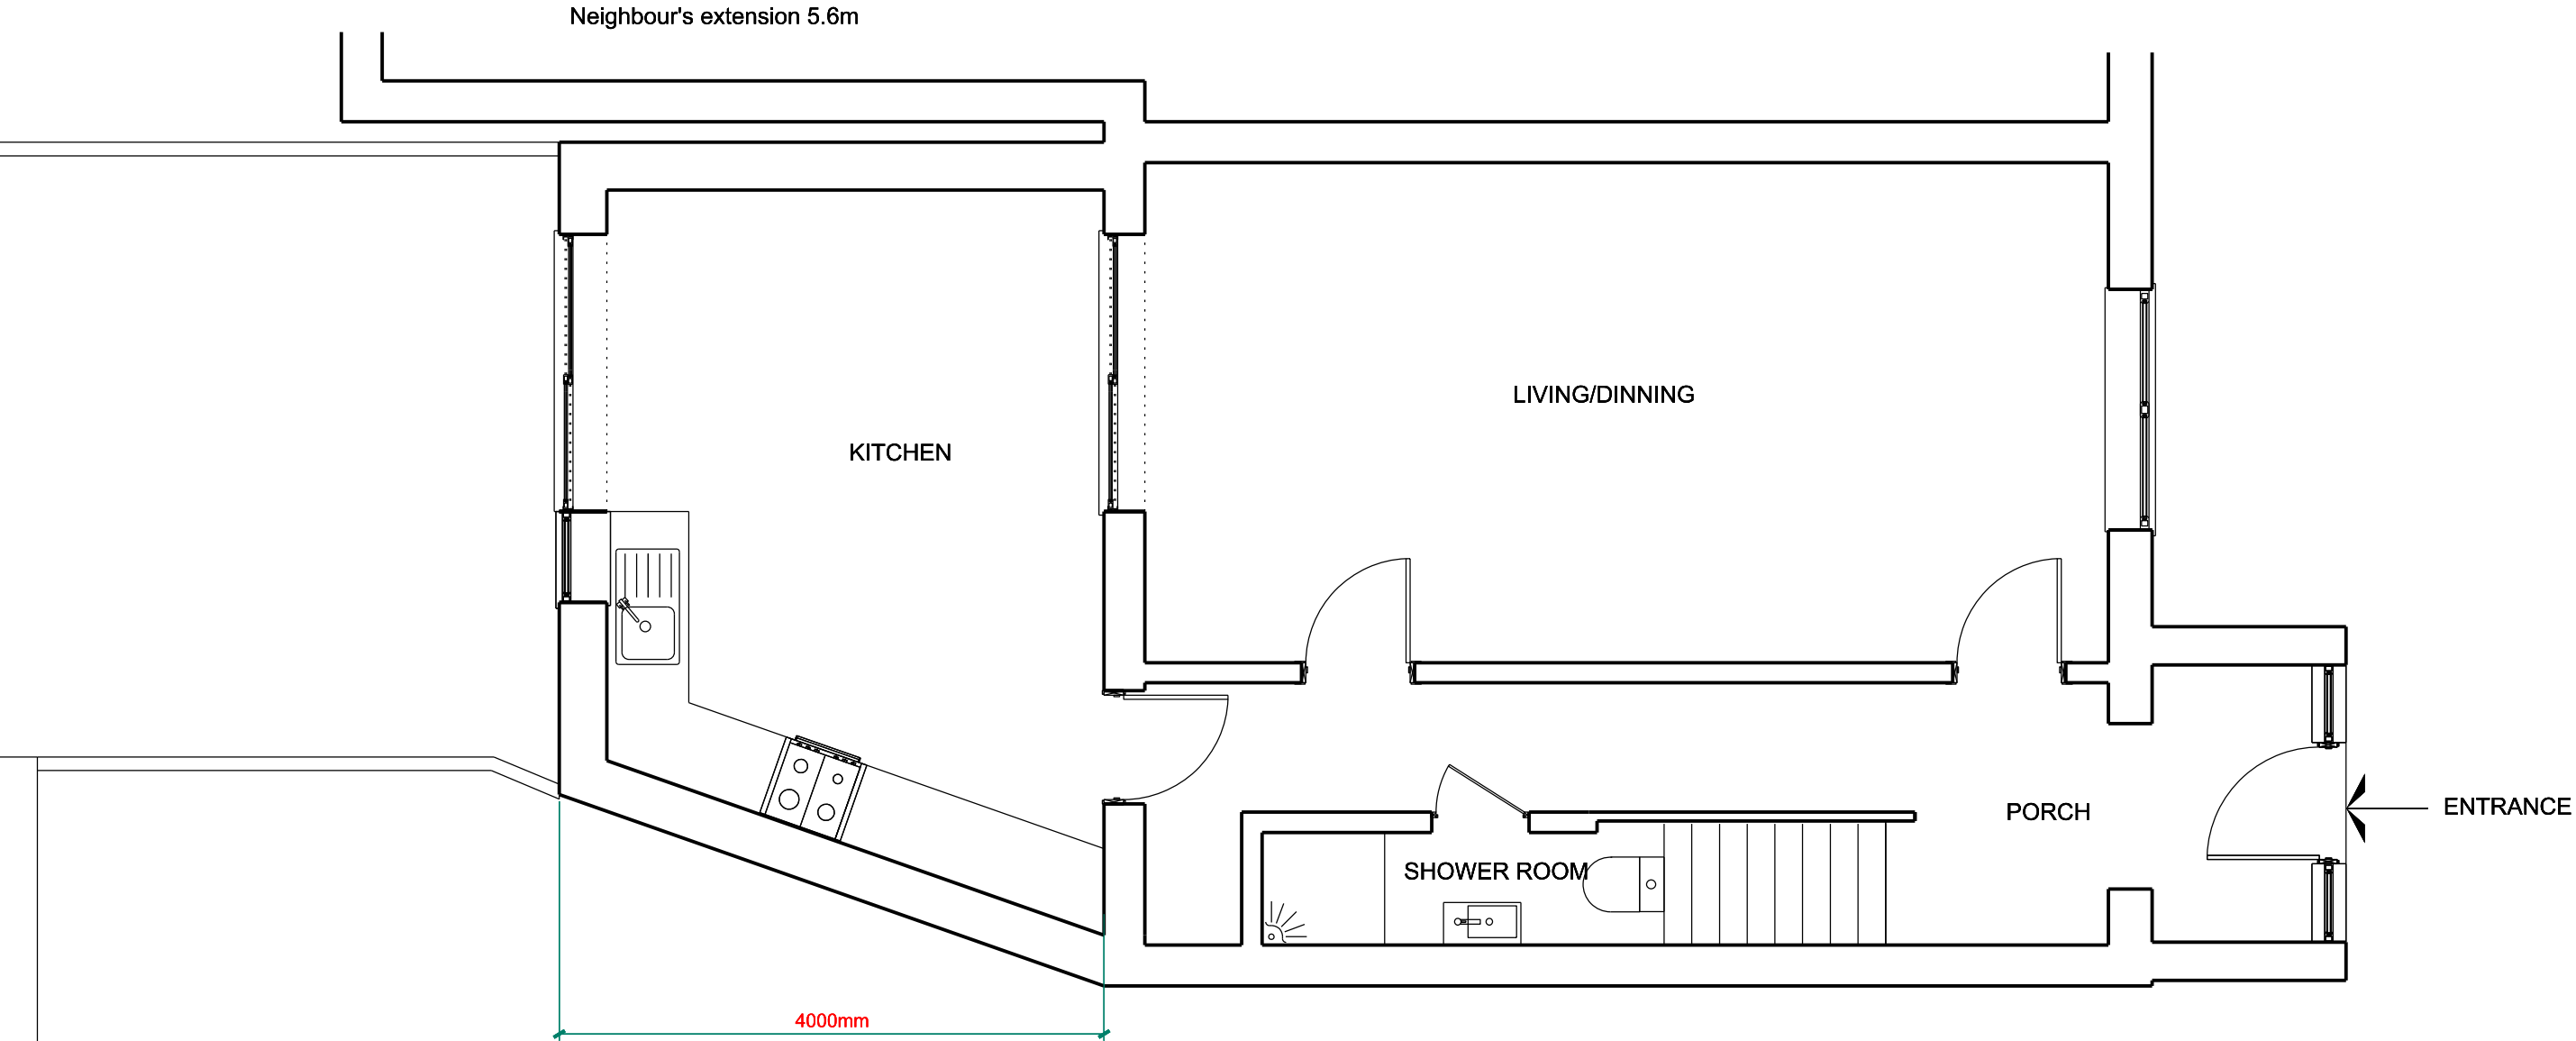 Neighbour's extension 5.6m
LIVING/DINNING
KITCHEN
PORCH
ENTRANCE
SHOWER ROOM
4000mm